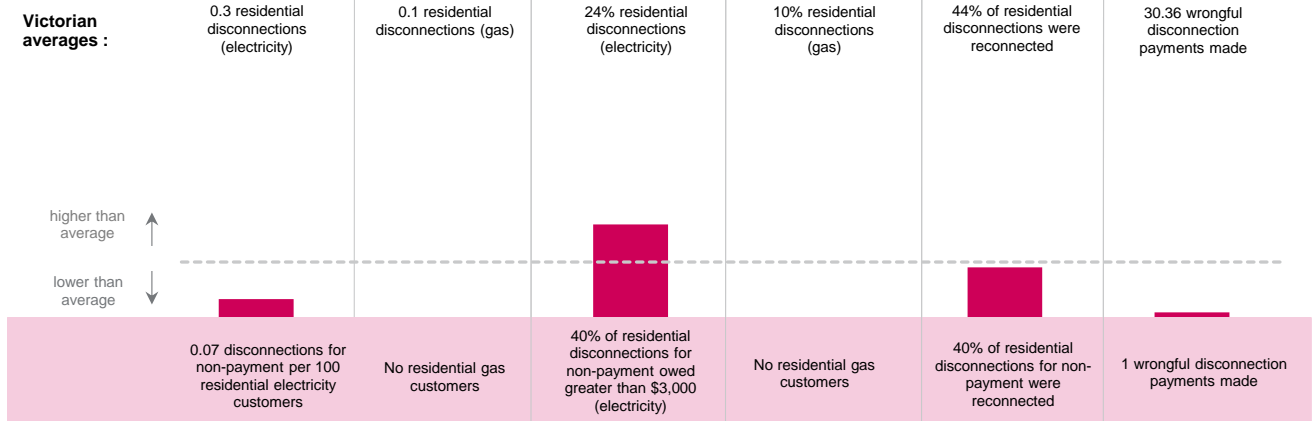 Victorian
averages :
0.3 residential
disconnections
(electricity)
0.1 residential
disconnections (gas)
24% residential
disconnections
(electricity)
10% residential
disconnections
(gas)
44% of residential
disconnections were
reconnected
30.36 wrongful
disconnection
payments made
higher than
average
lower than
average
0.07 disconnections for
non-payment per 100
residential electricity
customers
No residential gas
customers
40% of residential
disconnections for
non-payment owed
greater than $3,000
(electricity)
No residential gas
customers
40% of residential
disconnections for non-
payment were
reconnected
1 wrongful disconnection
payments made